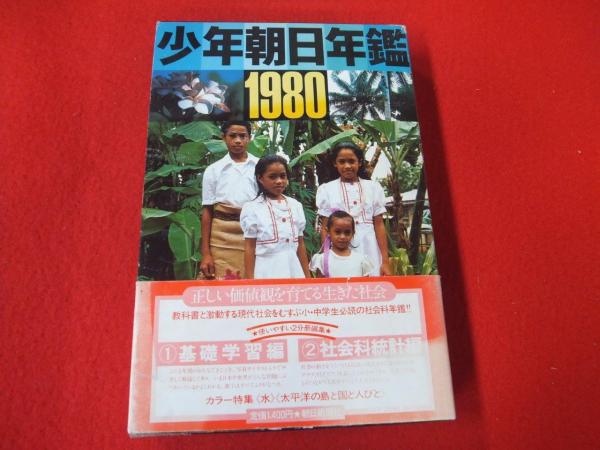 少年朝日年鑑
1980
正しい価値観を育てる生きた社会
教科書と激動する現代社会をむすぶ小・中学生必読の社会科年鑑!!
★使いやすい2分冊編集★
①基礎学習編
②社会科統計編
カラー特集〈水〉〈太平洋の島と国と人びと〉
定価1,400円★朝日新聞社